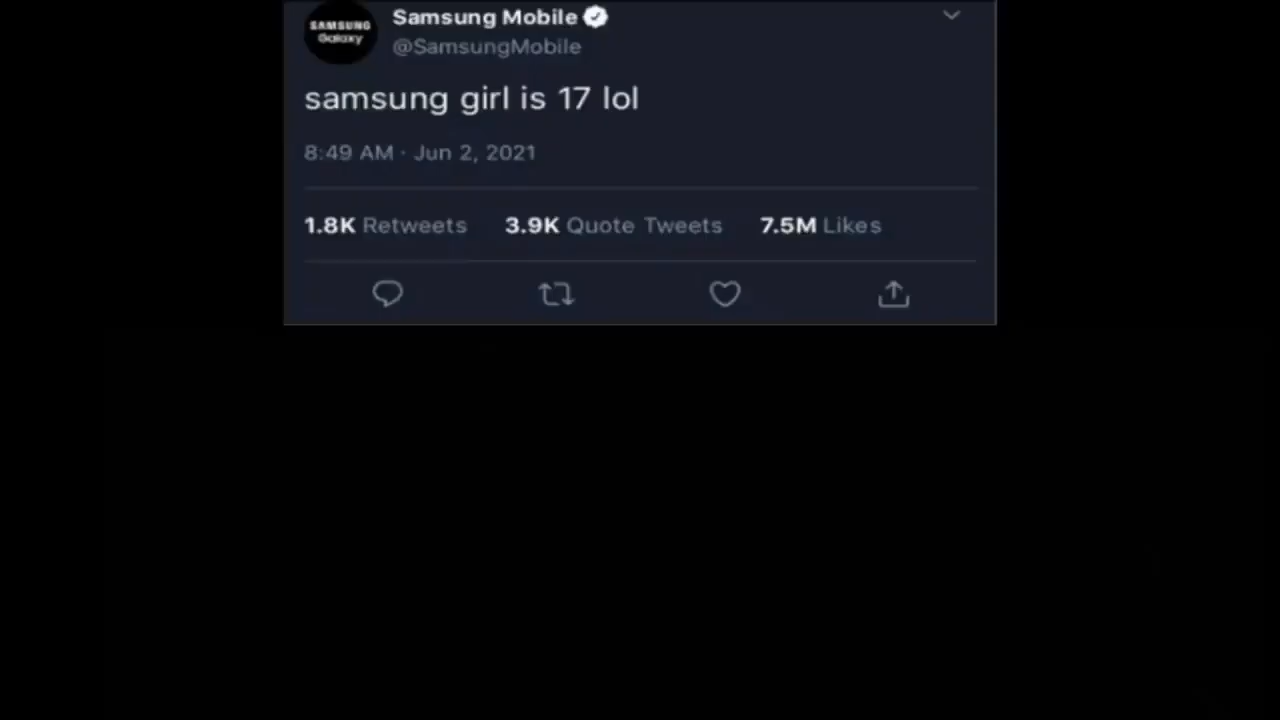 SAMSUNG
Galaxy
Samsung Mobile
@SamsungMobile
samsung girl is 17 lol
8:49 AM · Jun 2, 2021
1.8K Retweets 3.9K Quote Tweets 7.5M Likes